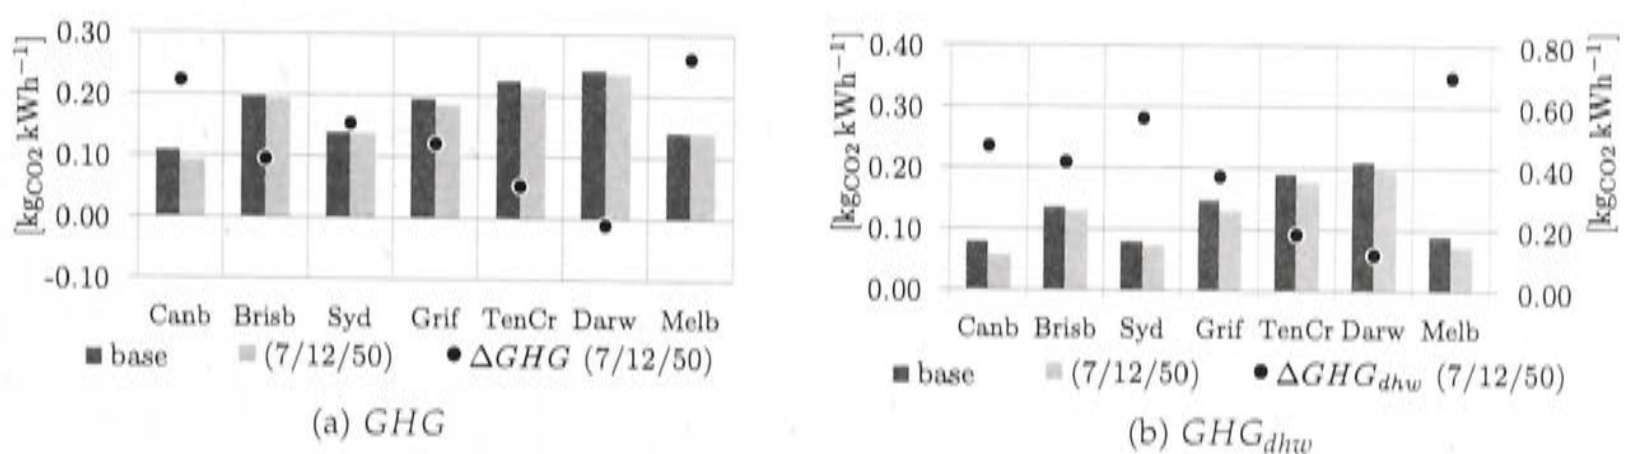 [kgCO2 kWh−1]
0.30
0.20
0.10
0.00
-0.10
Canb Brisb Syd Grif TenCr Darw Melb
base (7/12/50) ΔGHG (7/12/50)
(a) GHG
[kgCO2 kWh−1]
0.40
0.30
0.20
0.10
0.00
0.80
0.60
0.40
0.20
0.00
[kgCO2 kWh−1]
Canb Brisb Syd Grif TenCr Darw Melb
base (7/12/50) ΔGHGdhw (7/12/50)
(b) GHGdhw